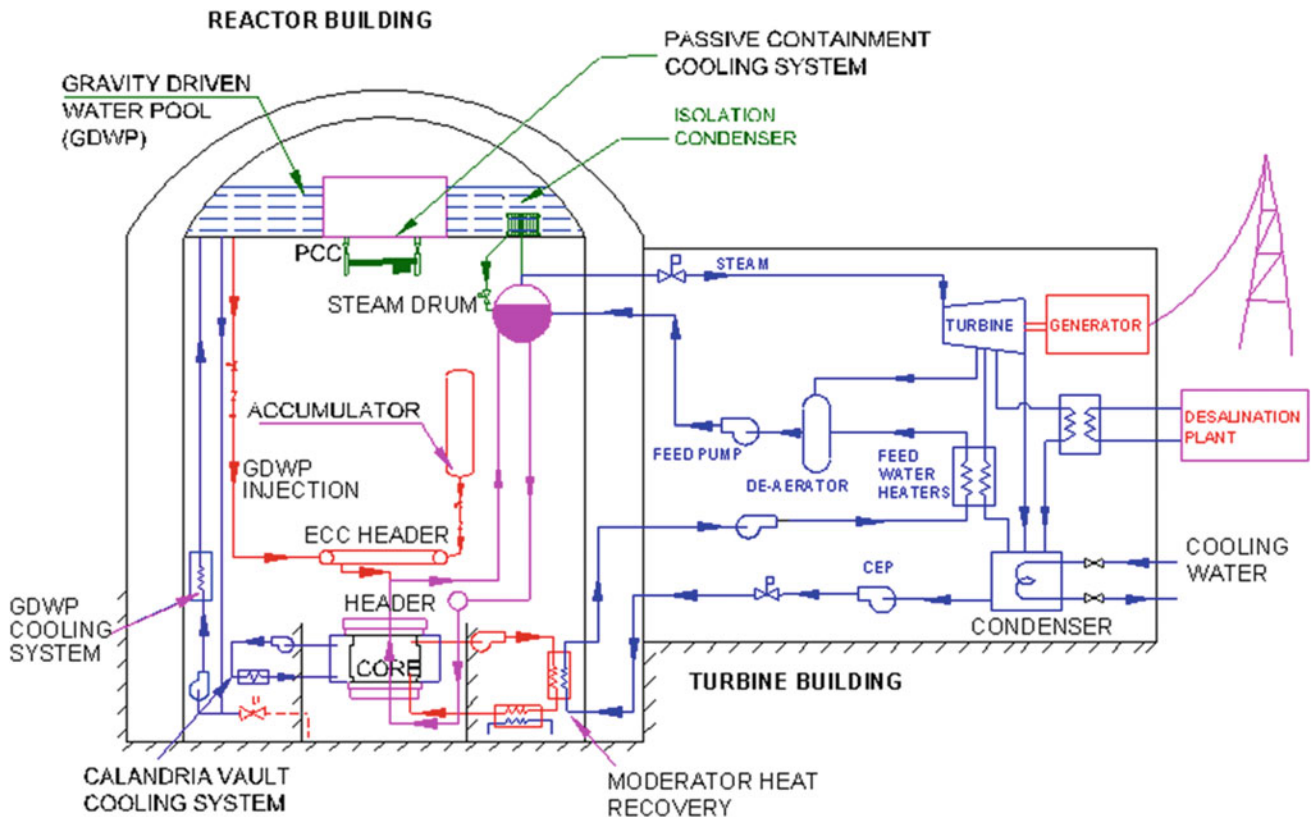 REACTOR BUILDING
PASSIVE CONTAINMENT
COOLING SYSTEM
GRAVITY DRIVEN
WATER POOL
(GDWP)
ISOLATION
CONDENSER
PCC
STEAM DRUM
P
STEAM
TURBINE
GENERATOR
ACCUMULATOR
DESALINATION
PLANT
FEED PUMP
DE-AERATOR
FEED
WATER
HEATERS
GDWP
INJECTION
ECC HEADER
HEADER
CORE
P
CEP
COOLING
WATER
CONDENSER
GDWP
COOLING
SYSTEM
TURBINE BUILDING
CALANDRIA VAULT
COOLING SYSTEM
MODERATOR HEAT
RECOVERY